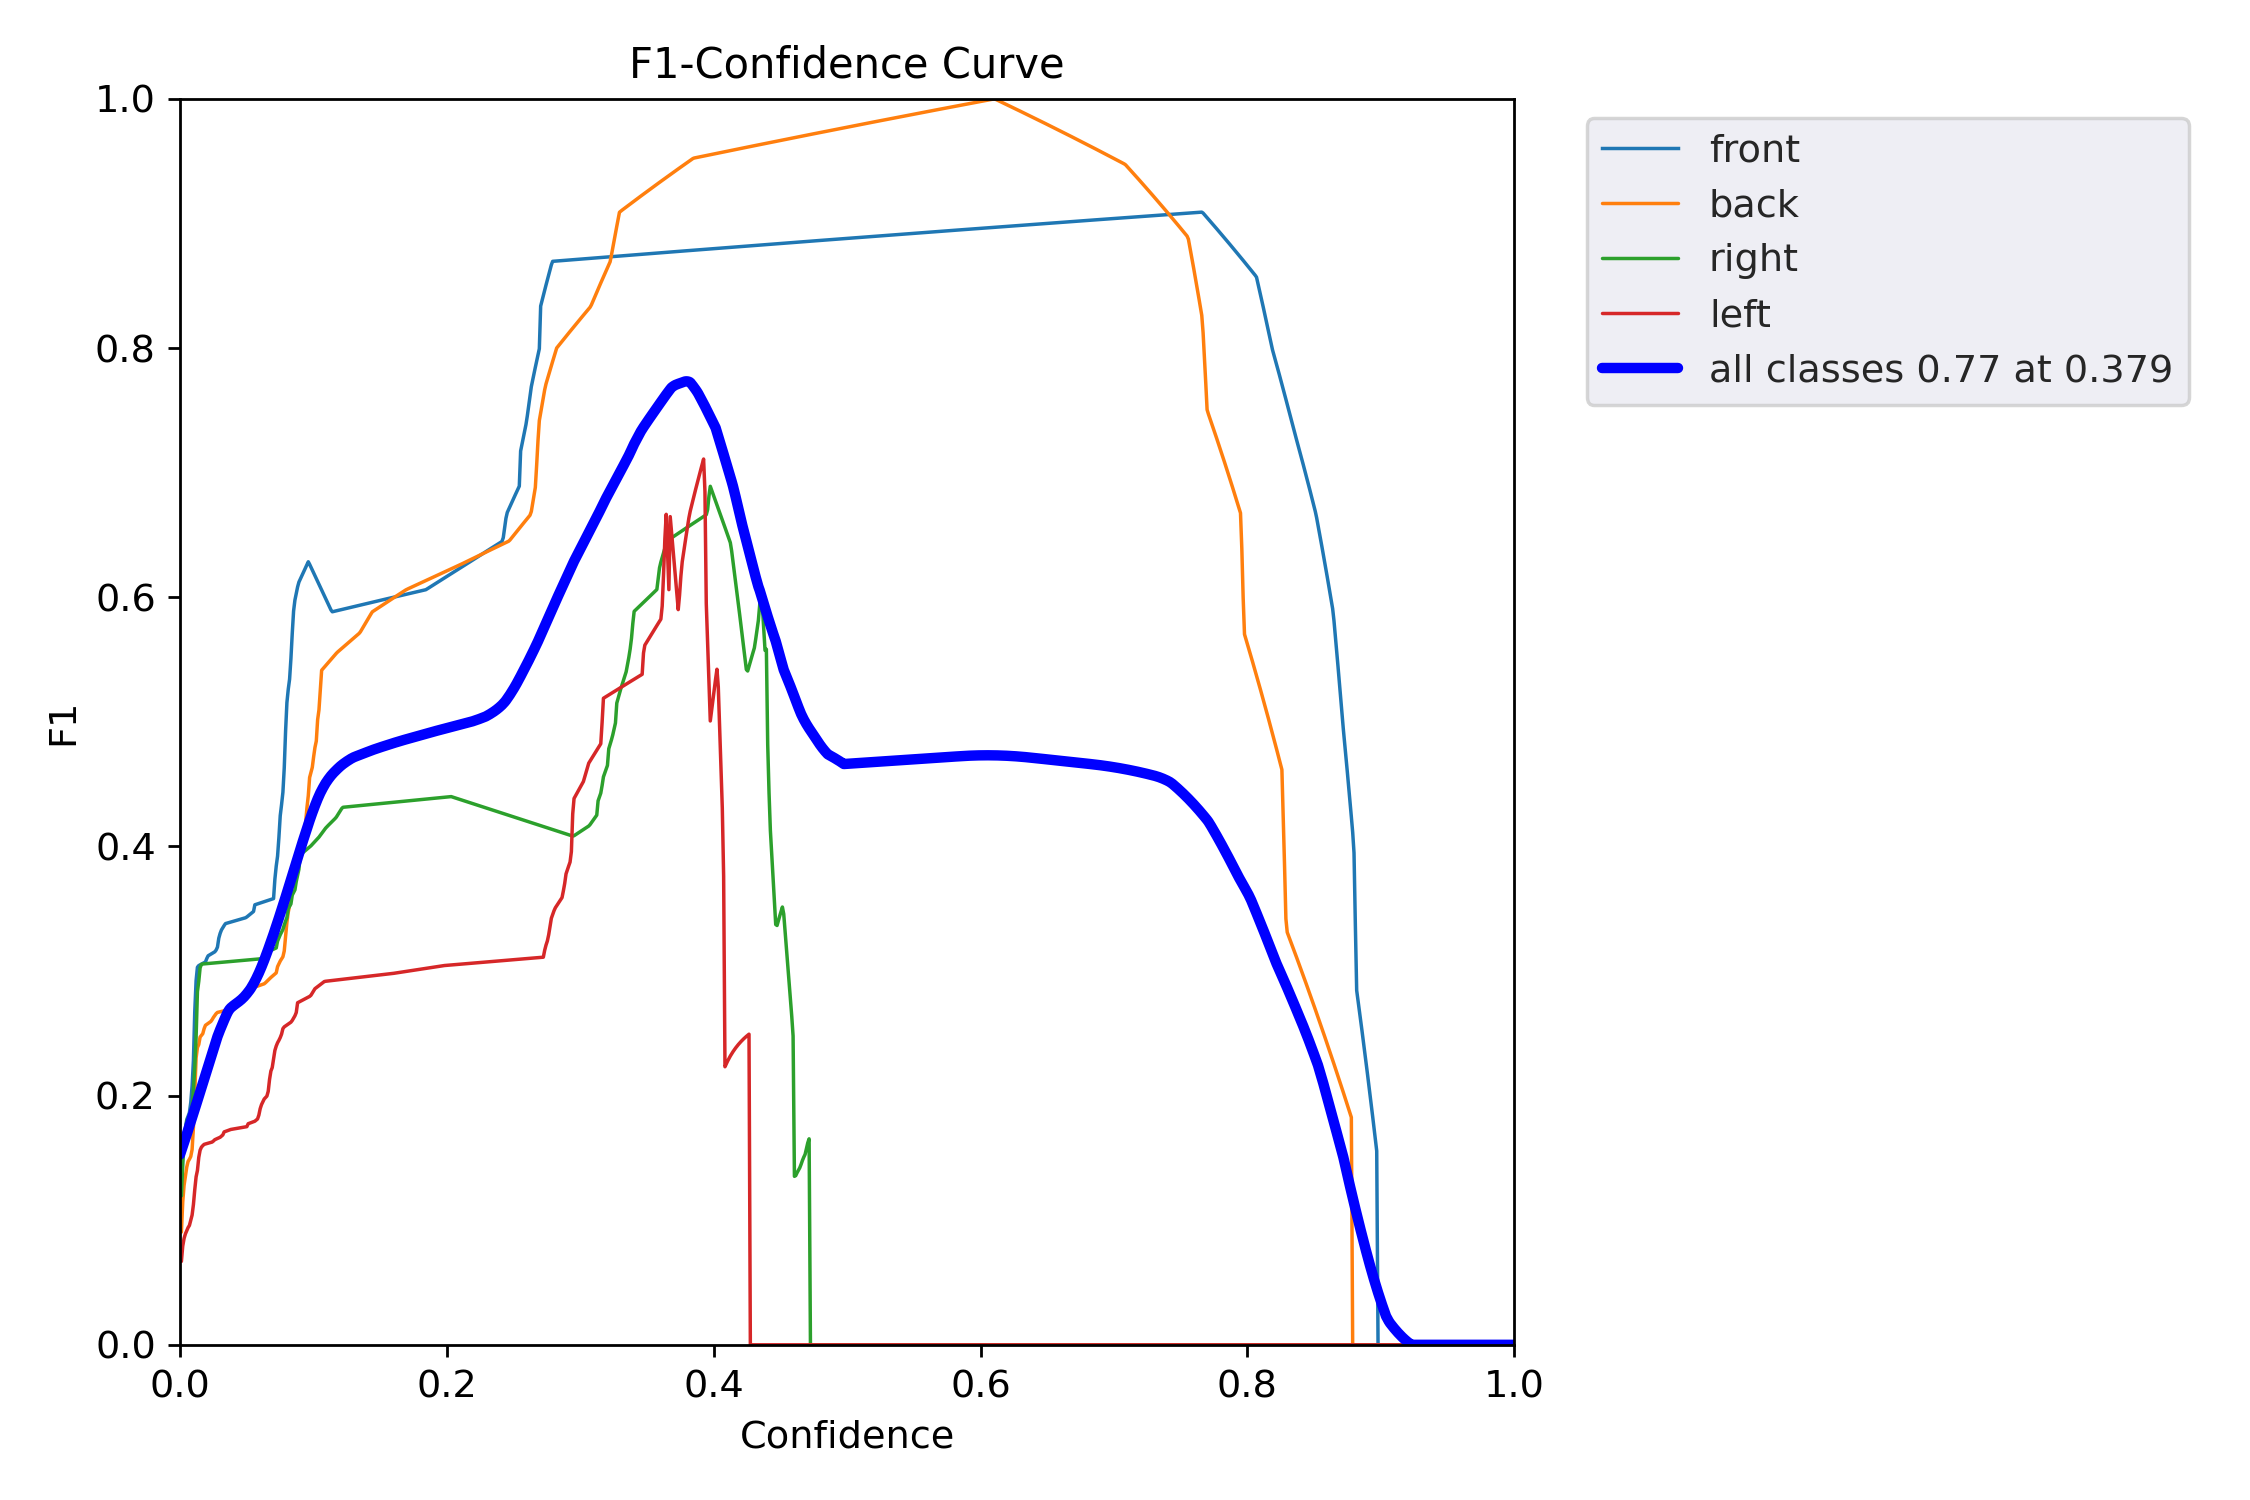 F1-Confidence Curve
1.0
0.8
0.6
0.4
0.2
0.0
F1
0.0 0.2 0.4 0.6 0.8 1.0
Confidence
front
back
right
left
all classes 0.77 at 0.379